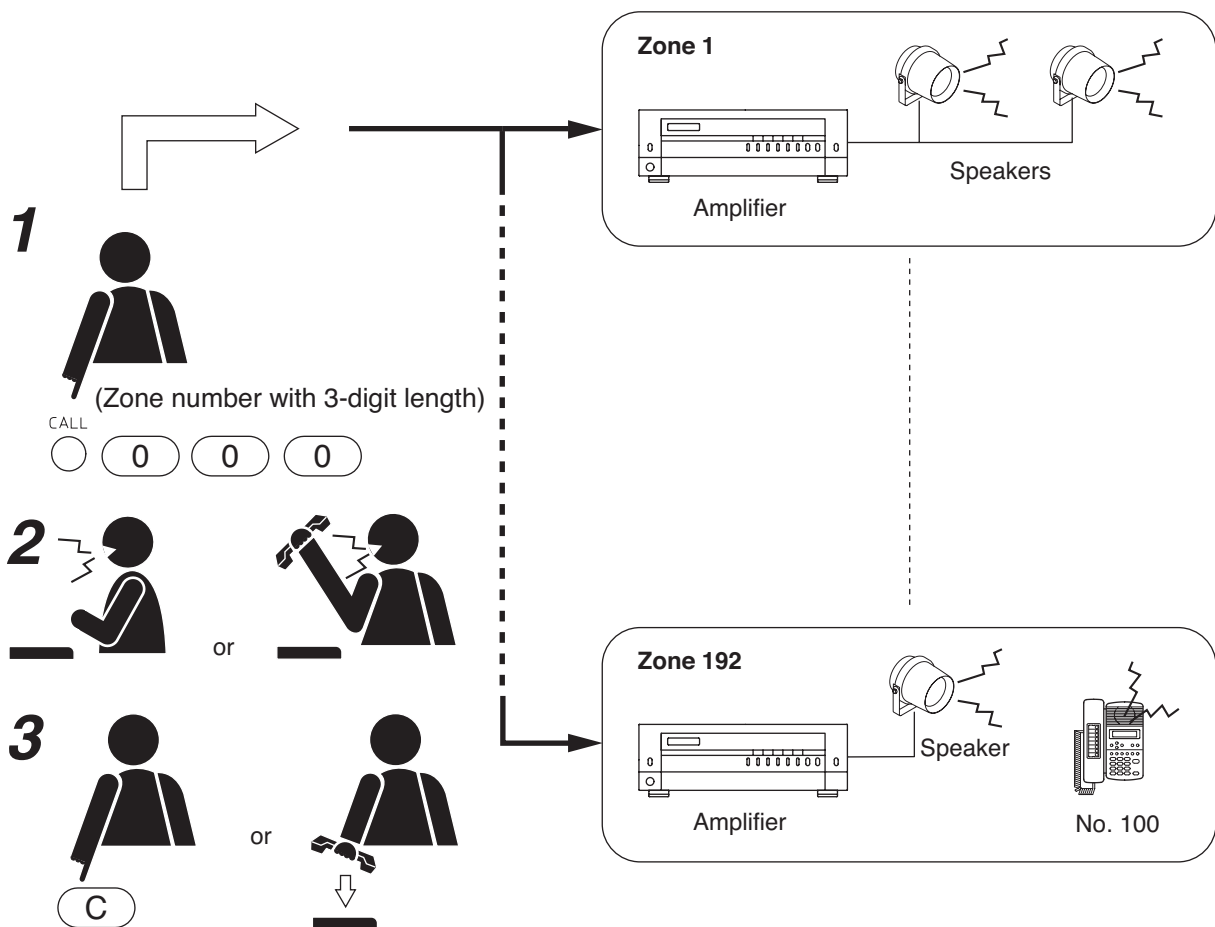 Zone 1
Speakers
Amplifier
1
(Zone number with 3-digit length)
CALL
0 0 0
2
or
Zone 192
Speaker
Amplifier
No. 100
3
or
C